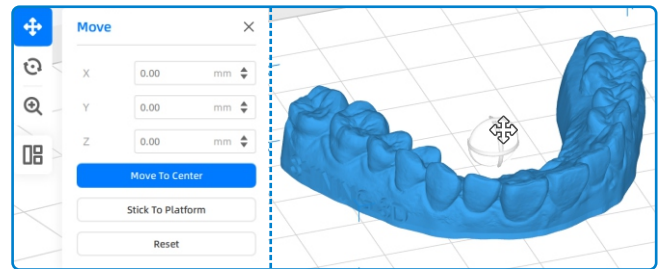 Move
X 0.00 mm
Y 0.00 mm
Z 0.00 mm
Move To Center
Stick To Platform
Reset